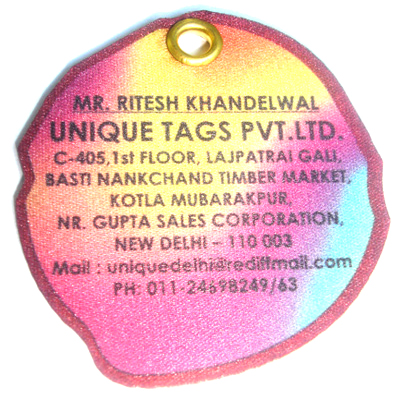 MR. RITESH KHANDELWAL
UNIQUE TAGS PVT.LTD.
C-405,1st FLOOR, LAJPATRAI GALI,
BASTI NANKCHAND TIMBER MARKET,
KOTLA MUBARAKPUR,
NR. GUPTA SALES CORPORATION,
NEW DELHI – 110 003
Mail : uniquedelhi@rediffmail.com
PH: 011-24698249/63